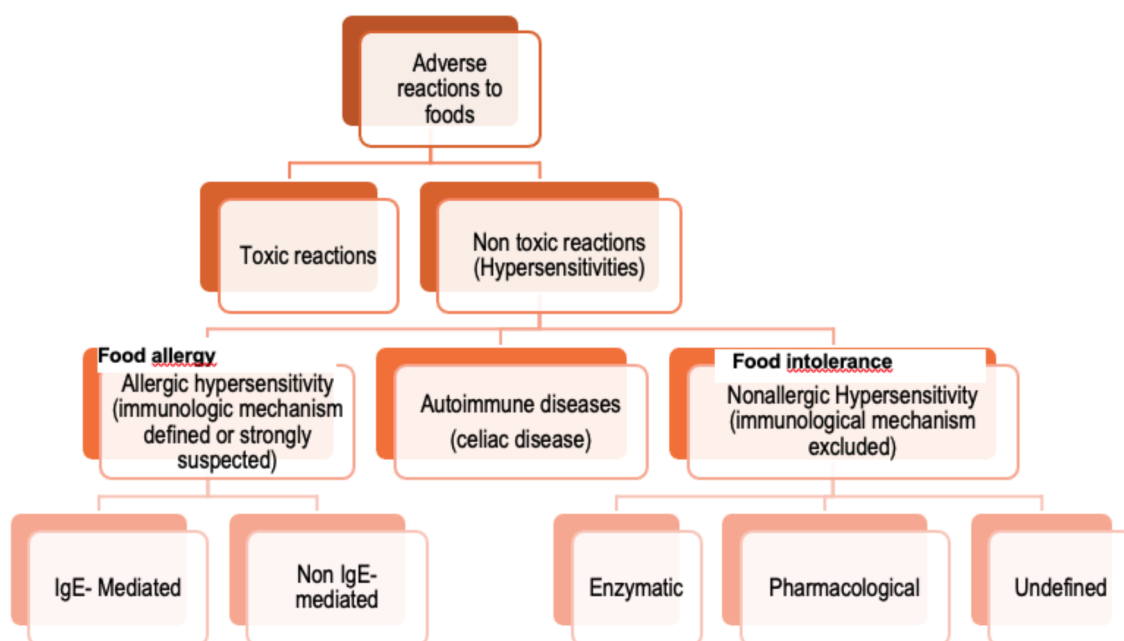 Adverse
reactions to
foods
Toxic reactions
Non toxic reactions
(Hypersensitivities)
Food allergy
Allergic hypersensitivity
(immunologic mechanism
defined or strongly
suspected)
Autoimmune diseases
(celiac disease)
Food intolerance
Nonallergic Hypersensitivity
(immunological mechanism
excluded)
IgE- Mediated
Non IgE-
mediated
Enzymatic
Pharmacological
Undefined